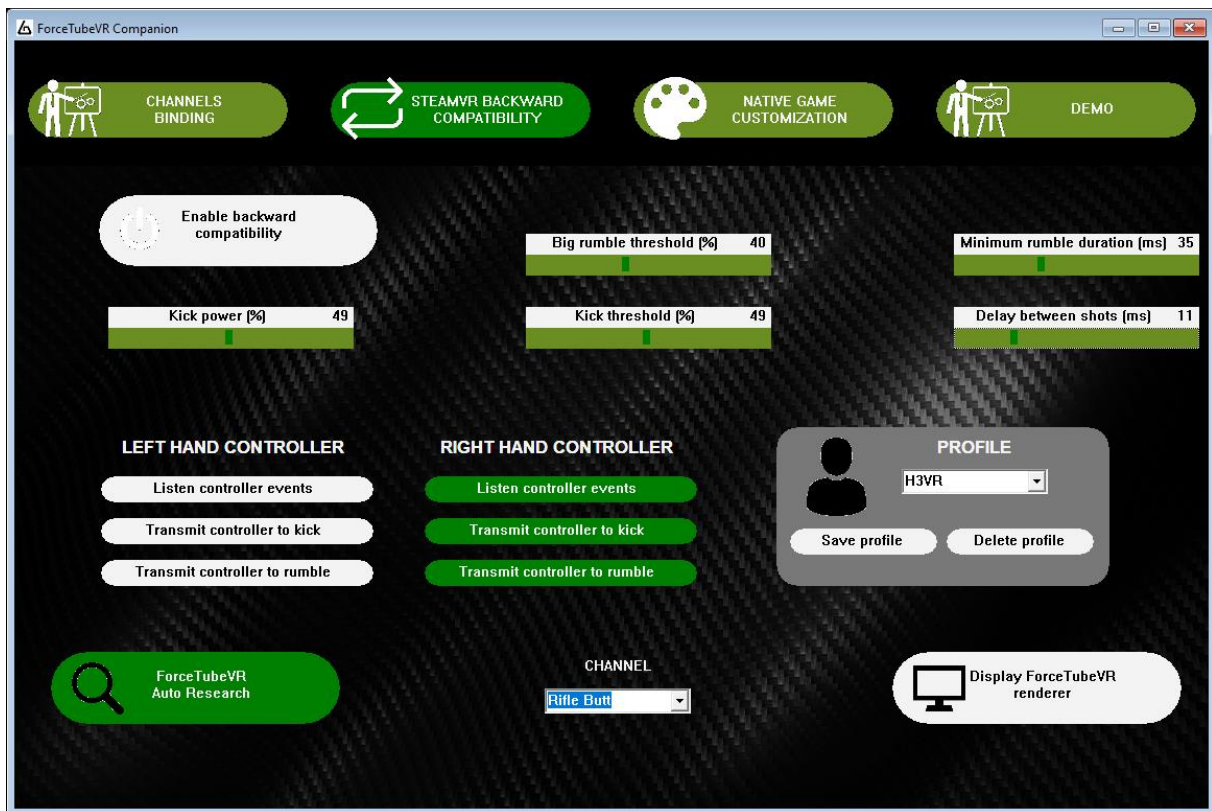 ForceTubeVR Companion
CHANNELS
BINDING
STEAMVR BACKWARD
COMPATIBILITY
NATIVE GAME
CUSTOMIZATION
DEMO
Enable backward
compatibility
Big rumble threshold (%) 40
Minimum rumble duration (ms) 35
Kick power (%) 49
Kick threshold (%) 49
Delay between shots (ms) 11
LEFT HAND CONTROLLER
Listen controller events
Transmit controller to kick
Transmit controller to rumble
RIGHT HAND CONTROLLER
Listen controller events
Transmit controller to kick
Transmit controller to rumble
PROFILE
H3VR
Save profile
Delete profile
ForceTubeVR
Auto Research
CHANNEL
Rifle Butt
Display ForceTubeVR
renderer